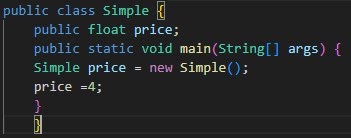 public class Simple {
public float price;
public static void main(String[] args) {
Simple price = new Simple();
price =4;
}
}